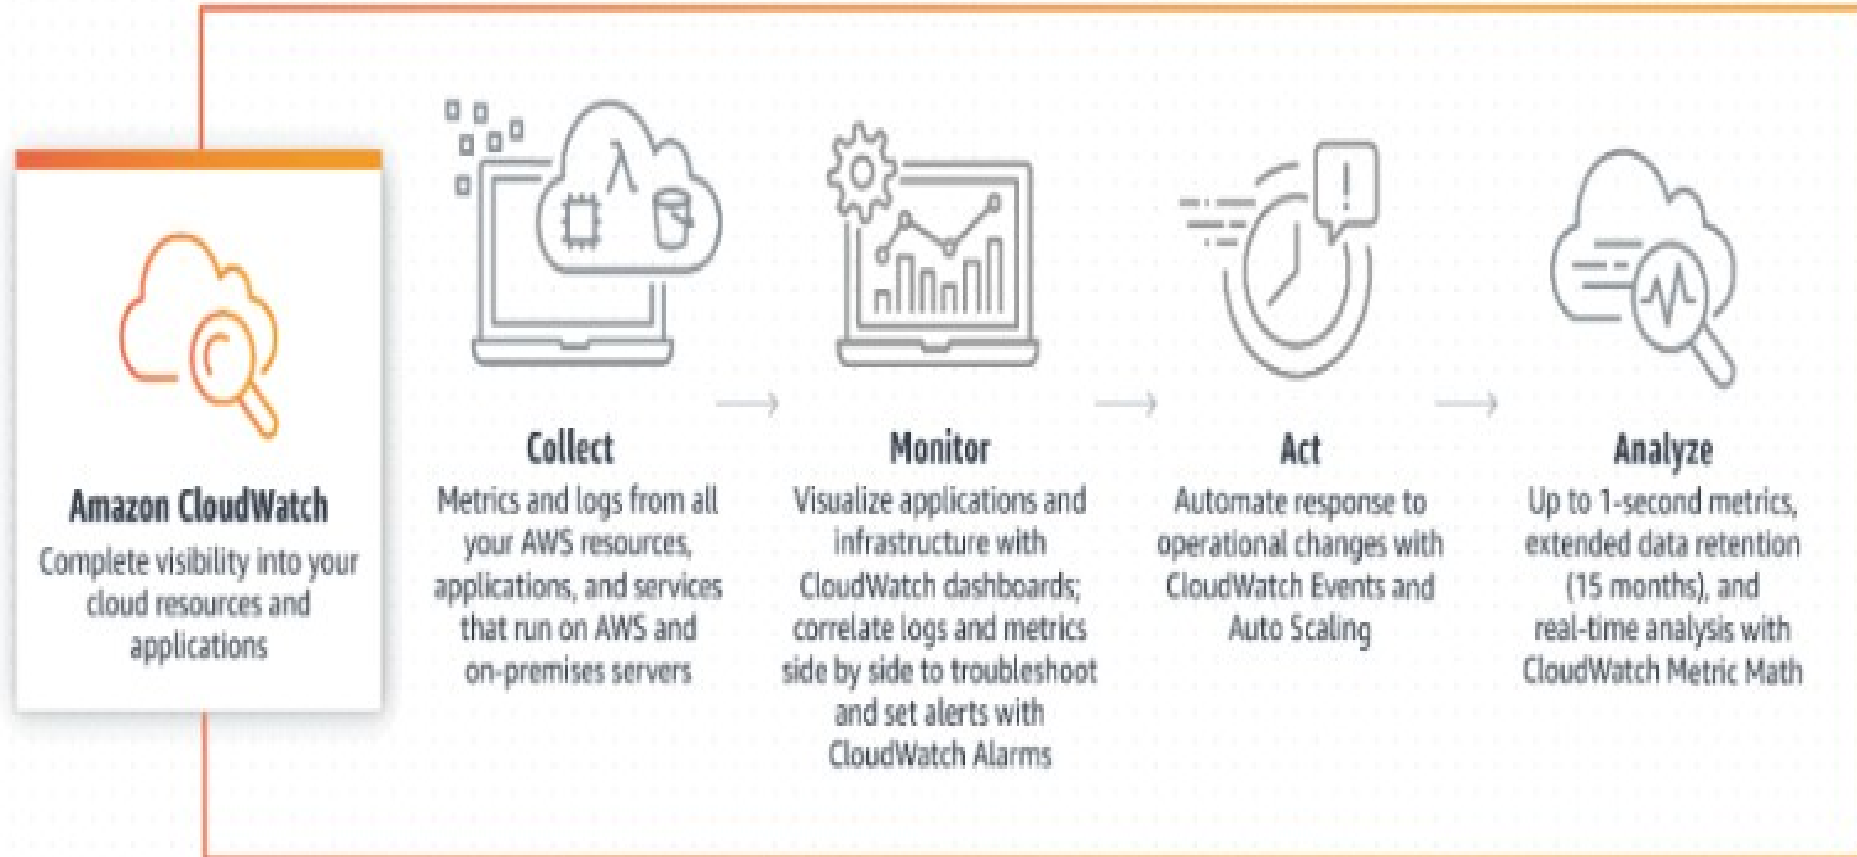 Amazon CloudWatch
Complete visibility into your
cloud resources and
applications
Collect
Metrics and logs from all
your AWS resources,
applications, and services
that run on AWS and
on-premises servers
Monitor
Visualize applications and
infrastructure with
CloudWatch dashboards;
correlate logs and metrics
side by side to troubleshoot
and set alerts with
CloudWatch Alarms
Act
Automate response to
operational changes with
CloudWatch Events and
Auto Scaling
Analyze
Up to 1-second metrics,
extended data retention
(15 months), and
real-time analysis with
CloudWatch Metric Math